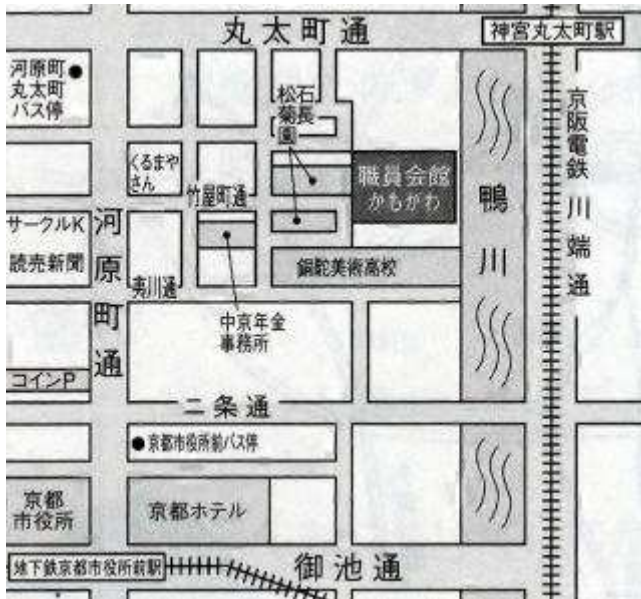 丸太町通
神宮丸太町駅
河原町
丸太町
バス停
松石
菊長
園
京阪電鉄
川端通
くるまや
さん
竹屋町通
職員会館
かもがわ
鴨川
サークルK
読売新聞
河原町通
夷川通
銅駝美術高校
中京年金
事務所
コインP
二条通
京都市役所前バス停
京都
市役所
京都ホテル
地下鉄京都市役所前駅
御池通